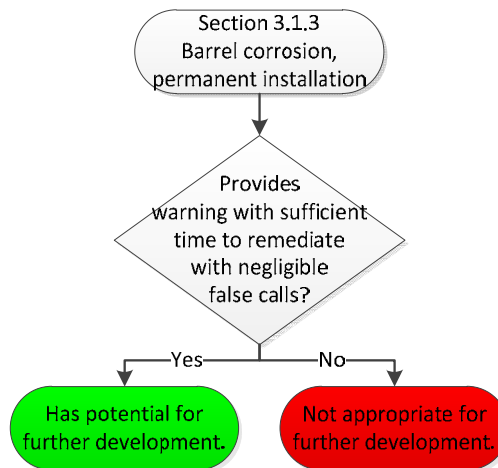 Section 3.1.3
Barrel corrosion,
permanent installation
Provides
warning with sufficient
time to remediate
with negligible
false calls?
Yes
No
Has potential for
further development.
Not appropriate for
further development.